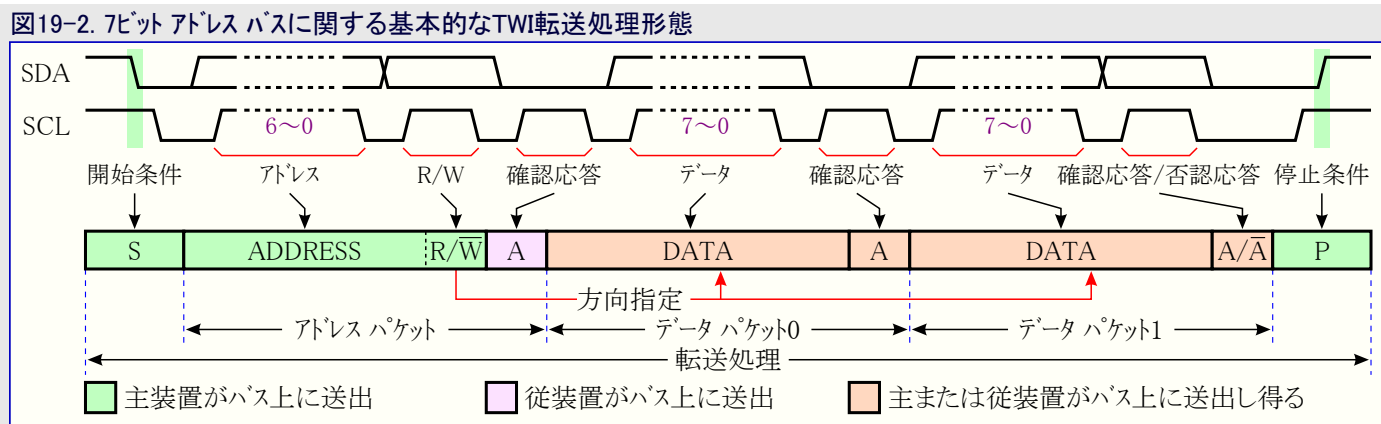 図19-2. 7ビット アドレス バスに関する基本的なTWI転送処理形態
SDA
SCL 6～0 7～0 7～0
開始条件 アドレス R/W 確認応答 データ 確認応答 データ 確認応答/否認応答 停止条件
S ADDRESS R/W̅ A DATA A DATA A/A̅ P
方向指定
アドレス パケット データ パケット0 データ パケット1
転送処理
主装置がバス上に送出 従装置がバス上に送出 主または従装置がバス上に送出し得る